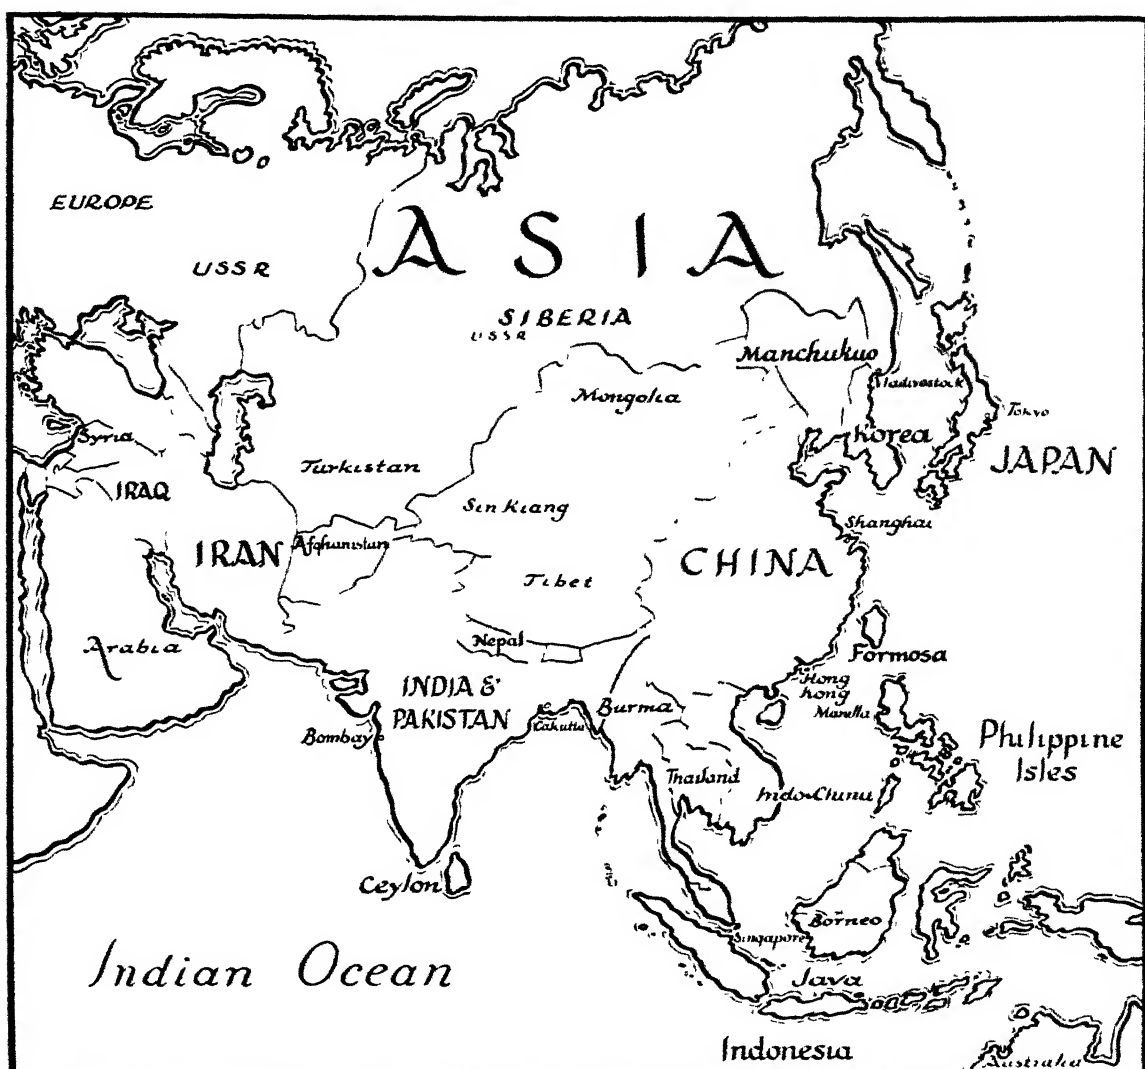 EUROPE
USSR
ASIA
SIBERIA
USSR
Manchukuo
Vladivostock
Mongolia
Tokyo
Syria
Korea
JAPAN
Turkistan
IRAQ
Sin Kiang
Shanghai
IRAN
Afghanistan
CHINA
Tibet
Arabia
Nepal
Formosa
Hong
Kong
INDIA &
PAKISTAN
Burma
Manilla
Bombay
Calcutta
Philippine
Isles
Thailand
Indo-China
Ceylon
Borneo
Singapore
Indian Ocean
Java
Indonesia
Australia